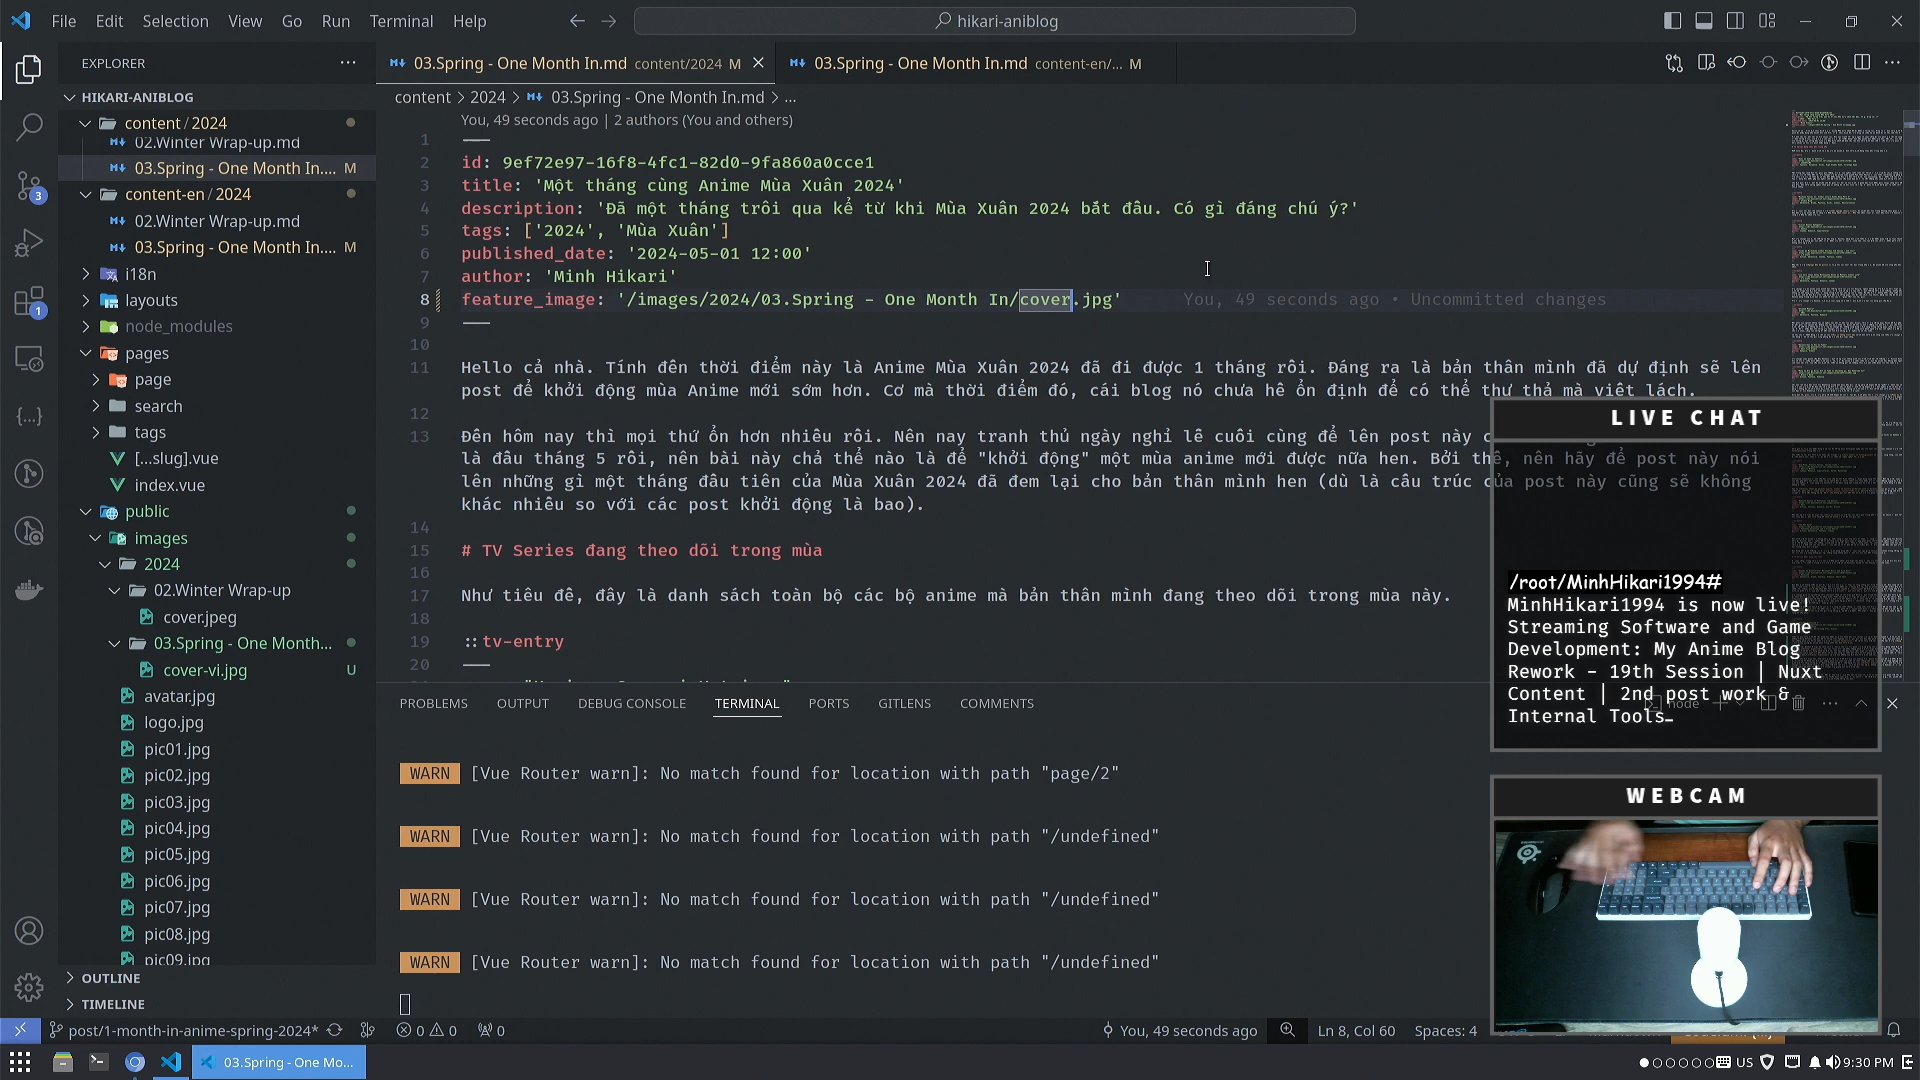 File Edit Selection View Go Run Terminal Help
hikari-aniblog
EXPLORER
HIKARI-ANIBLOG
content / 2024
02.Winter Wrap-up.md
03.Spring - One Month In.... M
content-en / 2024
02.Winter Wrap-up.md
03.Spring - One Month In.... M
i18n
layouts
node_modules
pages
page
search
tags
[...slug].vue
index.vue
public
images
2024
02.Winter Wrap-up
cover.jpeg
03.Spring - One Month...
cover-vi.jpg U
avatar.jpg
logo.jpg
pic01.jpg
pic02.jpg
pic03.jpg
pic04.jpg
pic05.jpg
pic06.jpg
pic07.jpg
pic08.jpg
pic09.jpg
OUTLINE
TIMELINE
3
1
03.Spring - One Month In.md content/2024 M
03.Spring - One Month In.md content-en/... M
content > 2024 > 03.Spring - One Month In.md > ...
You, 49 seconds ago | 2 authors (You and others)
1 ---
2 id: 9ef72e97-16f8-4fc1-82d0-9fa860a0cce1
3 title: 'Một tháng cùng Anime Mùa Xuân 2024'
4 description: 'Đã một tháng trôi qua kể từ khi Mùa Xuân 2024 bắt đầu. Có gì đáng chú ý?'
5 tags: ['2024', 'Mùa Xuân']
6 published_date: '2024-05-01 12:00'
7 author: 'Minh Hikari'
8 feature_image: '/images/2024/03.Spring - One Month In/cover.jpg' You, 49 seconds ago • Uncommitted changes
9 ---
10
11 Hello cả nhà. Tính đến thời điểm này là Anime Mùa Xuân 2024 đã đi được 1 tháng rồi. Đáng ra là bản thân mình đã dự định sẽ lên
post để khởi động mùa Anime mới sớm hơn. Cơ mà thời điểm đó, cái blog nó chưa hề ổn định để có thể thư thả mà viết lách.
12
13 Đến hôm nay thì mọi thứ ổn hơn nhiều rồi. Nên nay tranh thủ ngày nghỉ lễ cuối cùng để lên post này
là đầu tháng 5 rồi, nên bài này chả thể nào là để "khởi động" một mùa anime mới được nữa hen. Bởi thế, nên hãy để post này nói
lên những gì một tháng đầu tiên của Mùa Xuân 2024 đã đem lại cho bản thân mình hen (dù là cấu trúc của post này cũng sẽ không
khác nhiều so với các post khởi động là bao).
14
15 # TV Series đang theo dõi trong mùa
16
17 Như tiêu đề, đây là danh sách toàn bộ các bộ anime mà bản thân mình đang theo dõi trong mùa này.
18
19 ::tv-entry
20 ---
PROBLEMS OUTPUT DEBUG CONSOLE TERMINAL PORTS GITLENS COMMENTS
node
WARN [Vue Router warn]: No match found for location with path "page/2"
WARN [Vue Router warn]: No match found for location with path "/undefined"
WARN [Vue Router warn]: No match found for location with path "/undefined"
WARN [Vue Router warn]: No match found for location with path "/undefined"
LIVE CHAT
/root/MinhHikari1994#
MinhHikari1994 is now live!
Streaming Software and Game
Development: My Anime Blog
Rework - 19th Session | Nuxt
Content | 2nd post work &
Internal Tools_
WEBCAM
post/1-month-in-anime-spring-2024* 0 0 0 You, 49 seconds ago Ln 8, Col 60 Spaces: 4
03.Spring - One Mo... US 9:30 PM